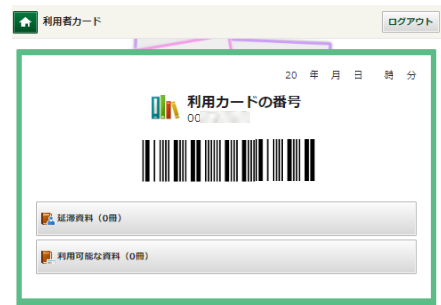 利用者カード
ログアウト
20 年 月 日 時 分
利用カードの番号
00
延滞資料（0冊）
利用可能な資料（0冊）